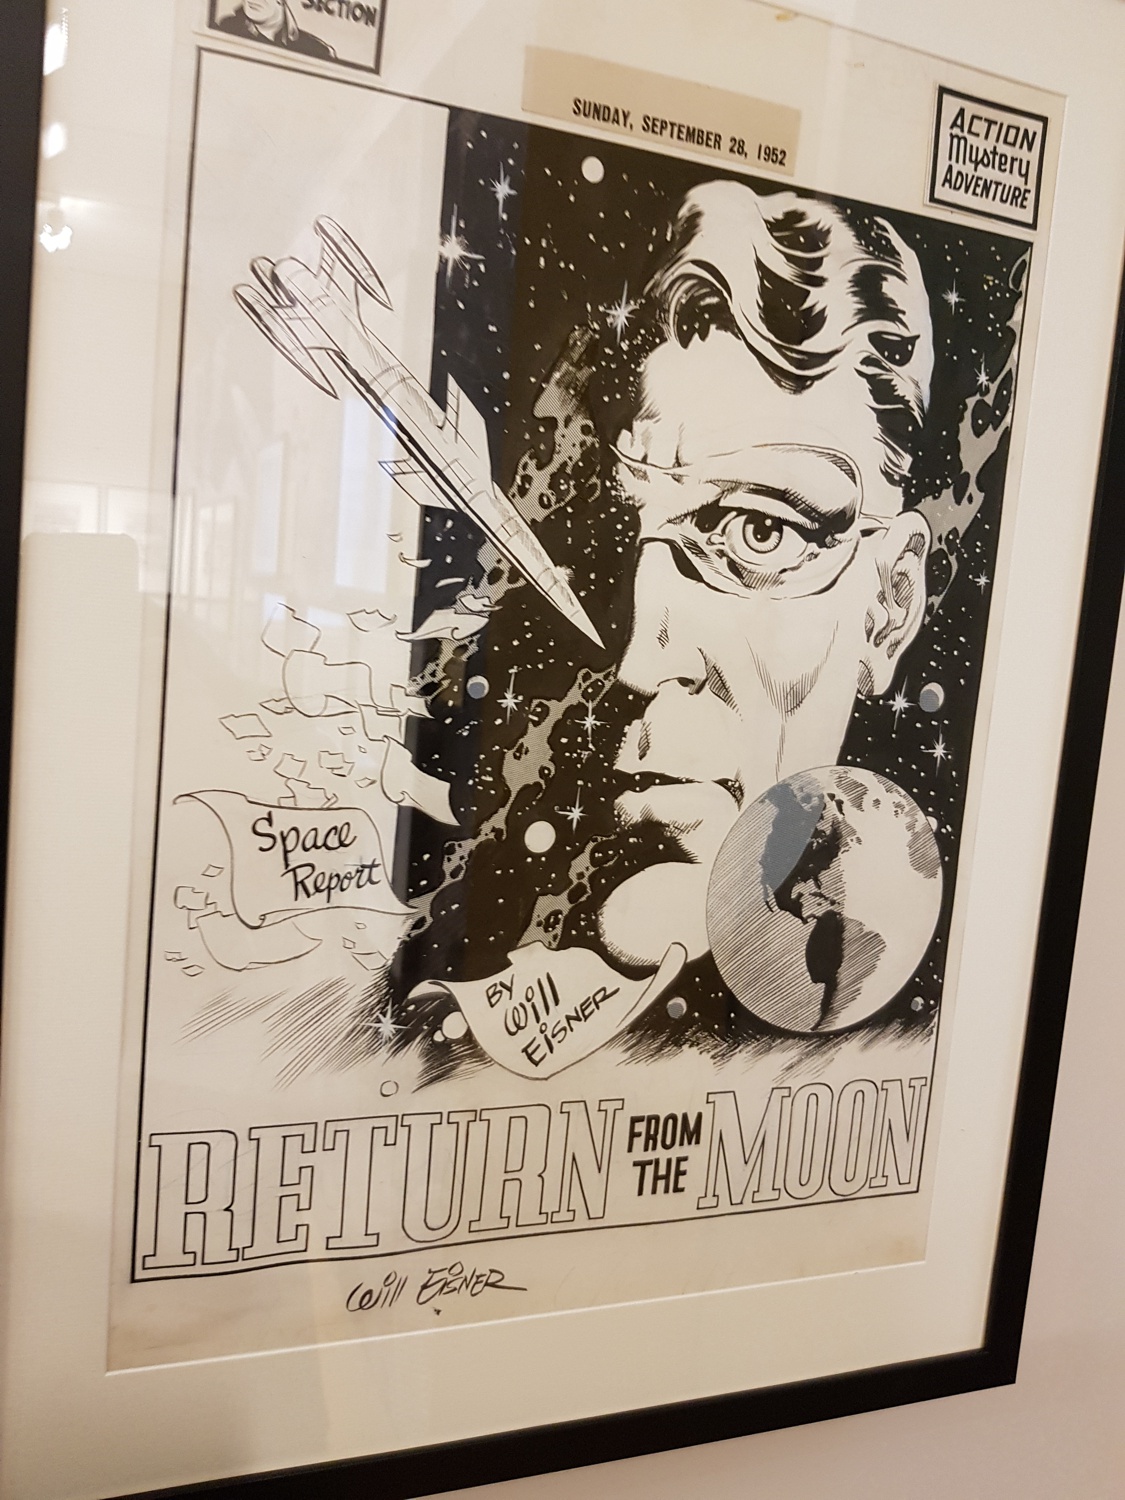 SECTION
SUNDAY, SEPTEMBER 28, 1952
ACTION
Mystery
ADVENTURE
Space
Report
BY
Will
EISNER
RETURN FROM THE MOON
Will EISNER